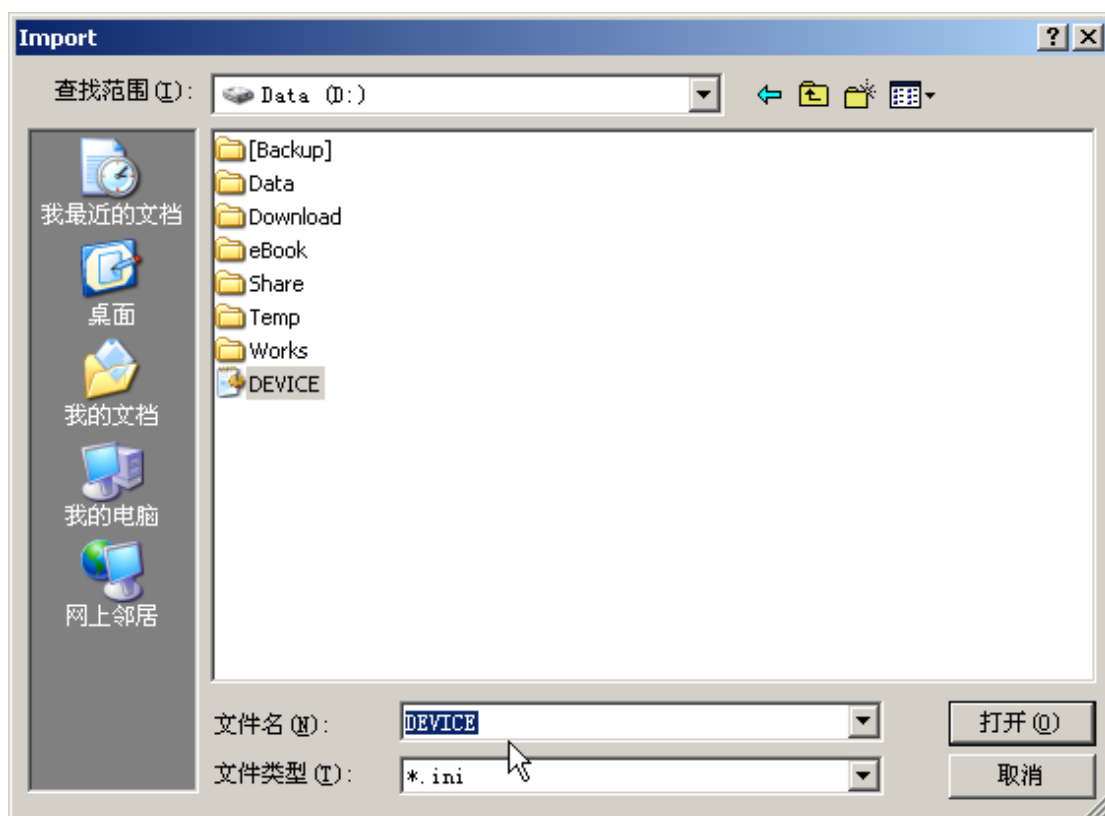 Import
查找范围(I):
Data (D:)
我最近的文档
桌面
我的文档
我的电脑
网上邻居
[Backup]
Data
Download
eBook
Share
Temp
Works
DEVICE
文件名(N):
DEVICE
打开(O)
文件类型(T):
*.ini
取消